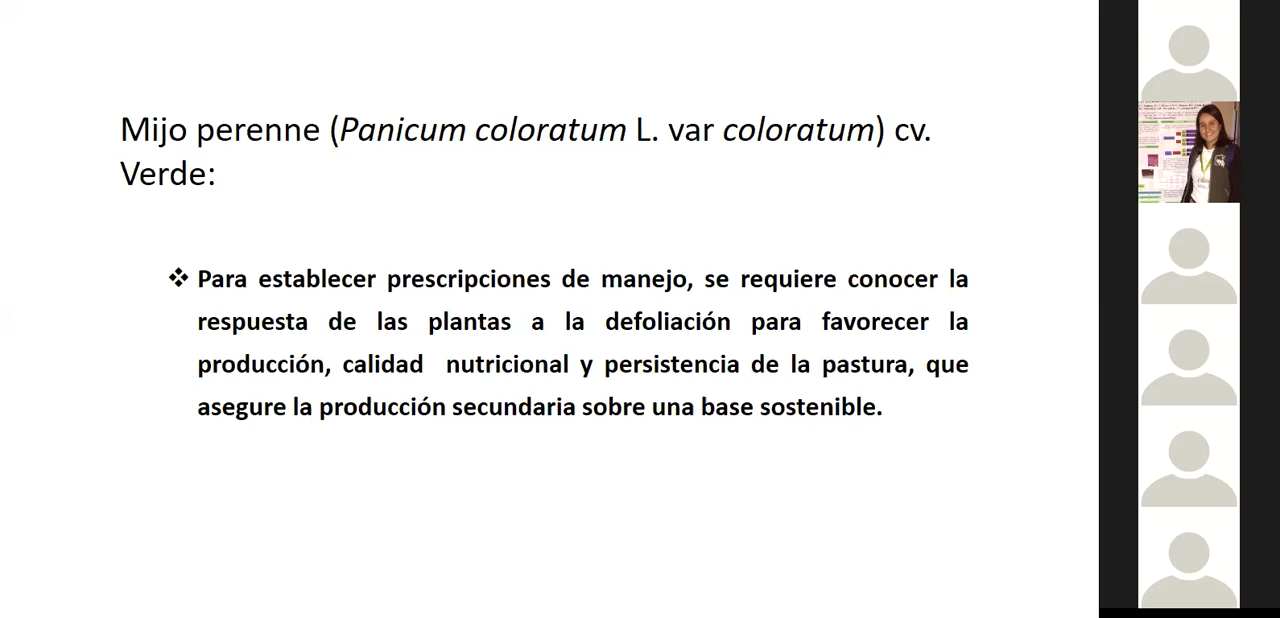 Mijo perenne (Panicum coloratum L. var coloratum) cv.
Verde:
❖ Para establecer prescripciones de manejo, se requiere conocer la
respuesta de las plantas a la defoliación para favorecer la
producción, calidad nutricional y persistencia de la pastura, que
asegure la producción secundaria sobre una base sostenible.